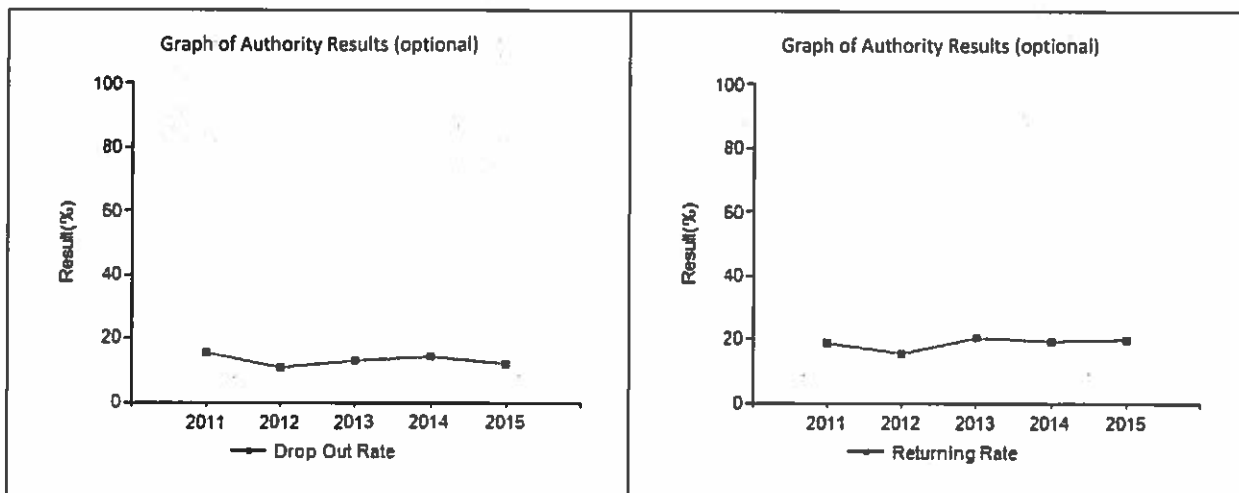 Graph of Authority Results (optional)
100
80
60
40
20
0
Result(%)
2011 2012 2013 2014 2015
Drop Out Rate
Graph of Authority Results (optional)
100
80
60
40
20
0
Result(%)
2011 2012 2013 2014 2015
Returning Rate